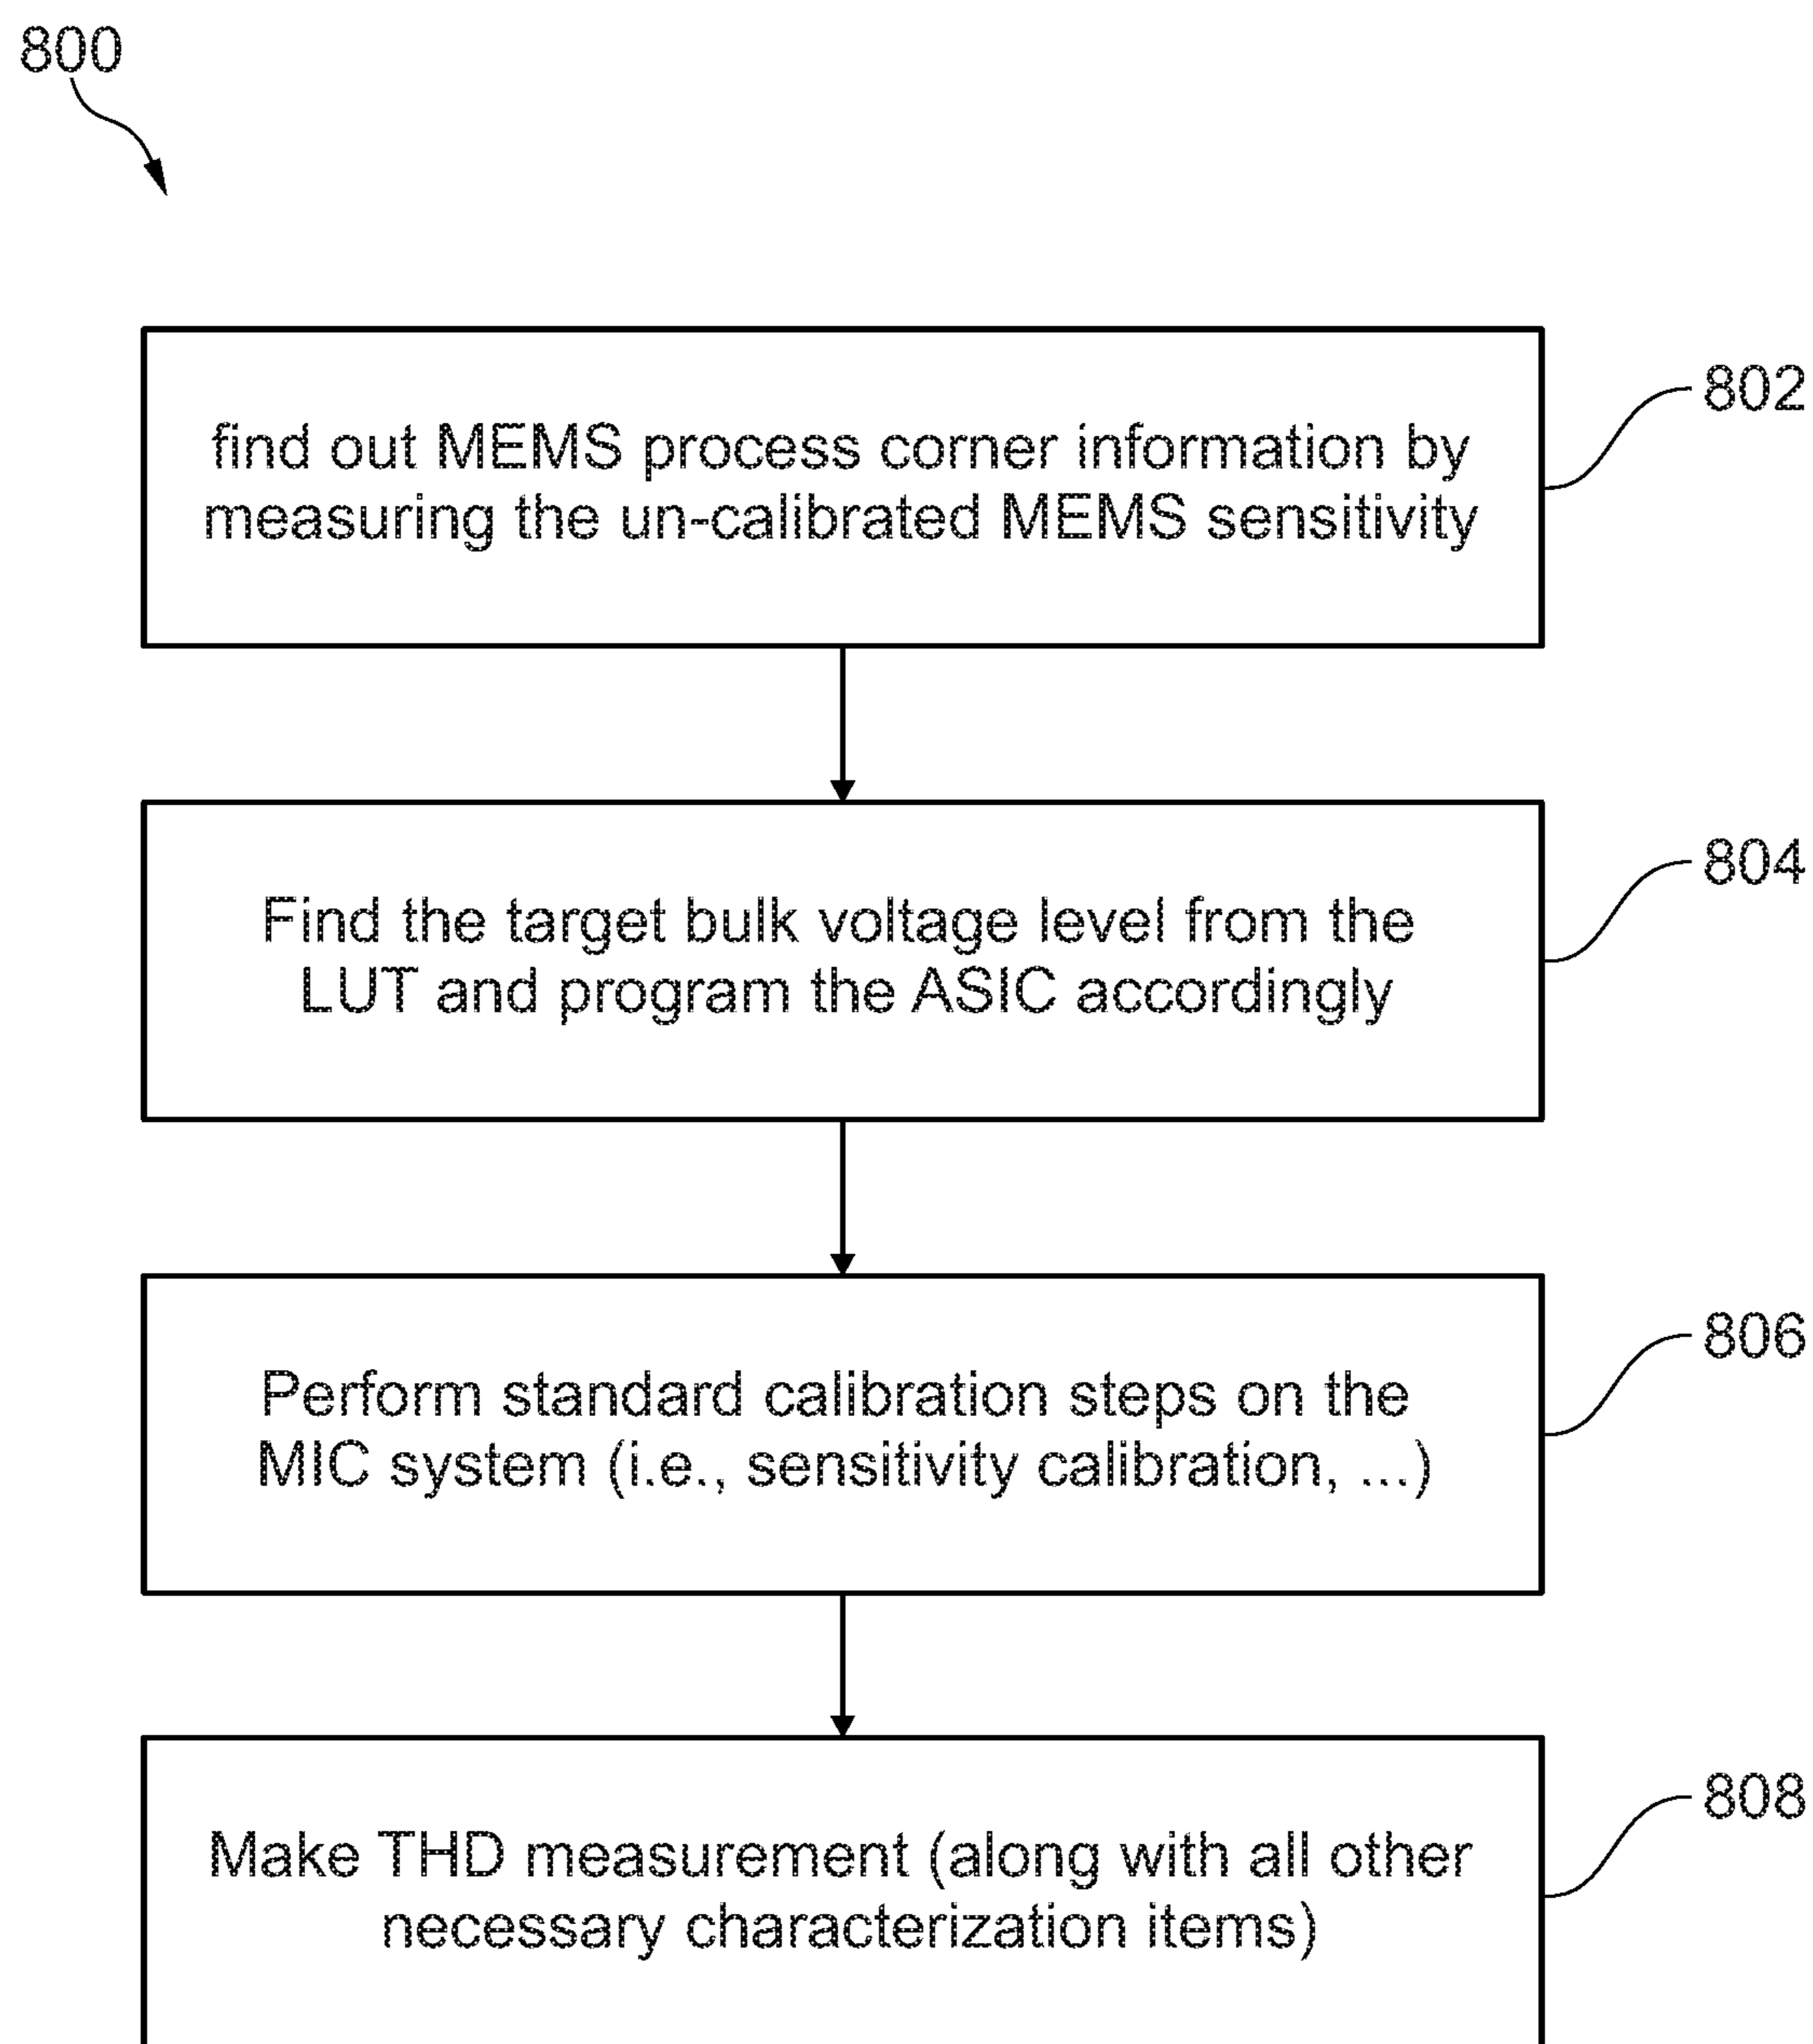 800
find out MEMS process corner information by
measuring the un-calibrated MEMS sensitivity
802
Find the target bulk voltage level from the
LUT and program the ASIC accordingly
804
Perform standard calibration steps on the
MIC system (i.e., sensitivity calibration, ...)
806
Make THD measurement (along with all other
necessary characterization items)
808